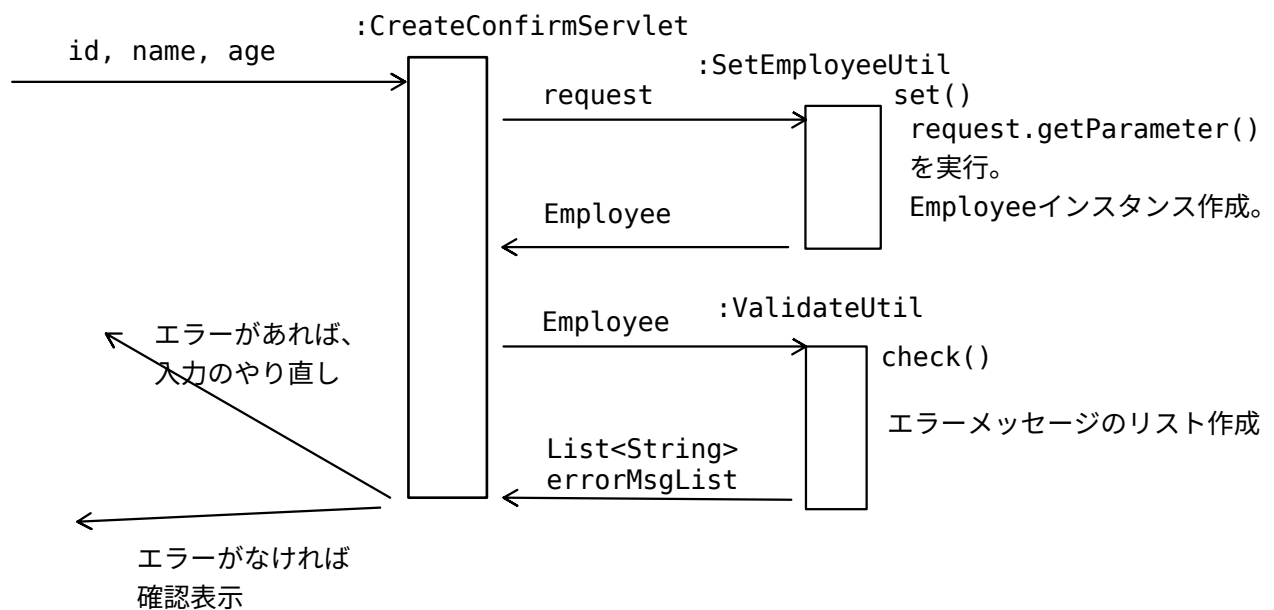 :CreateConfirmServlet
id, name, age
:SetEmployeeUtil
request
set()
request.getParameter()
を実行。
Employeeインスタンス作成。
Employee
:ValidateUtil
Employee
check()
エラーがあれば、
入力のやり直し
エラーメッセージのリスト作成
List<String>
errorMsgList
エラーがなければ
確認表示